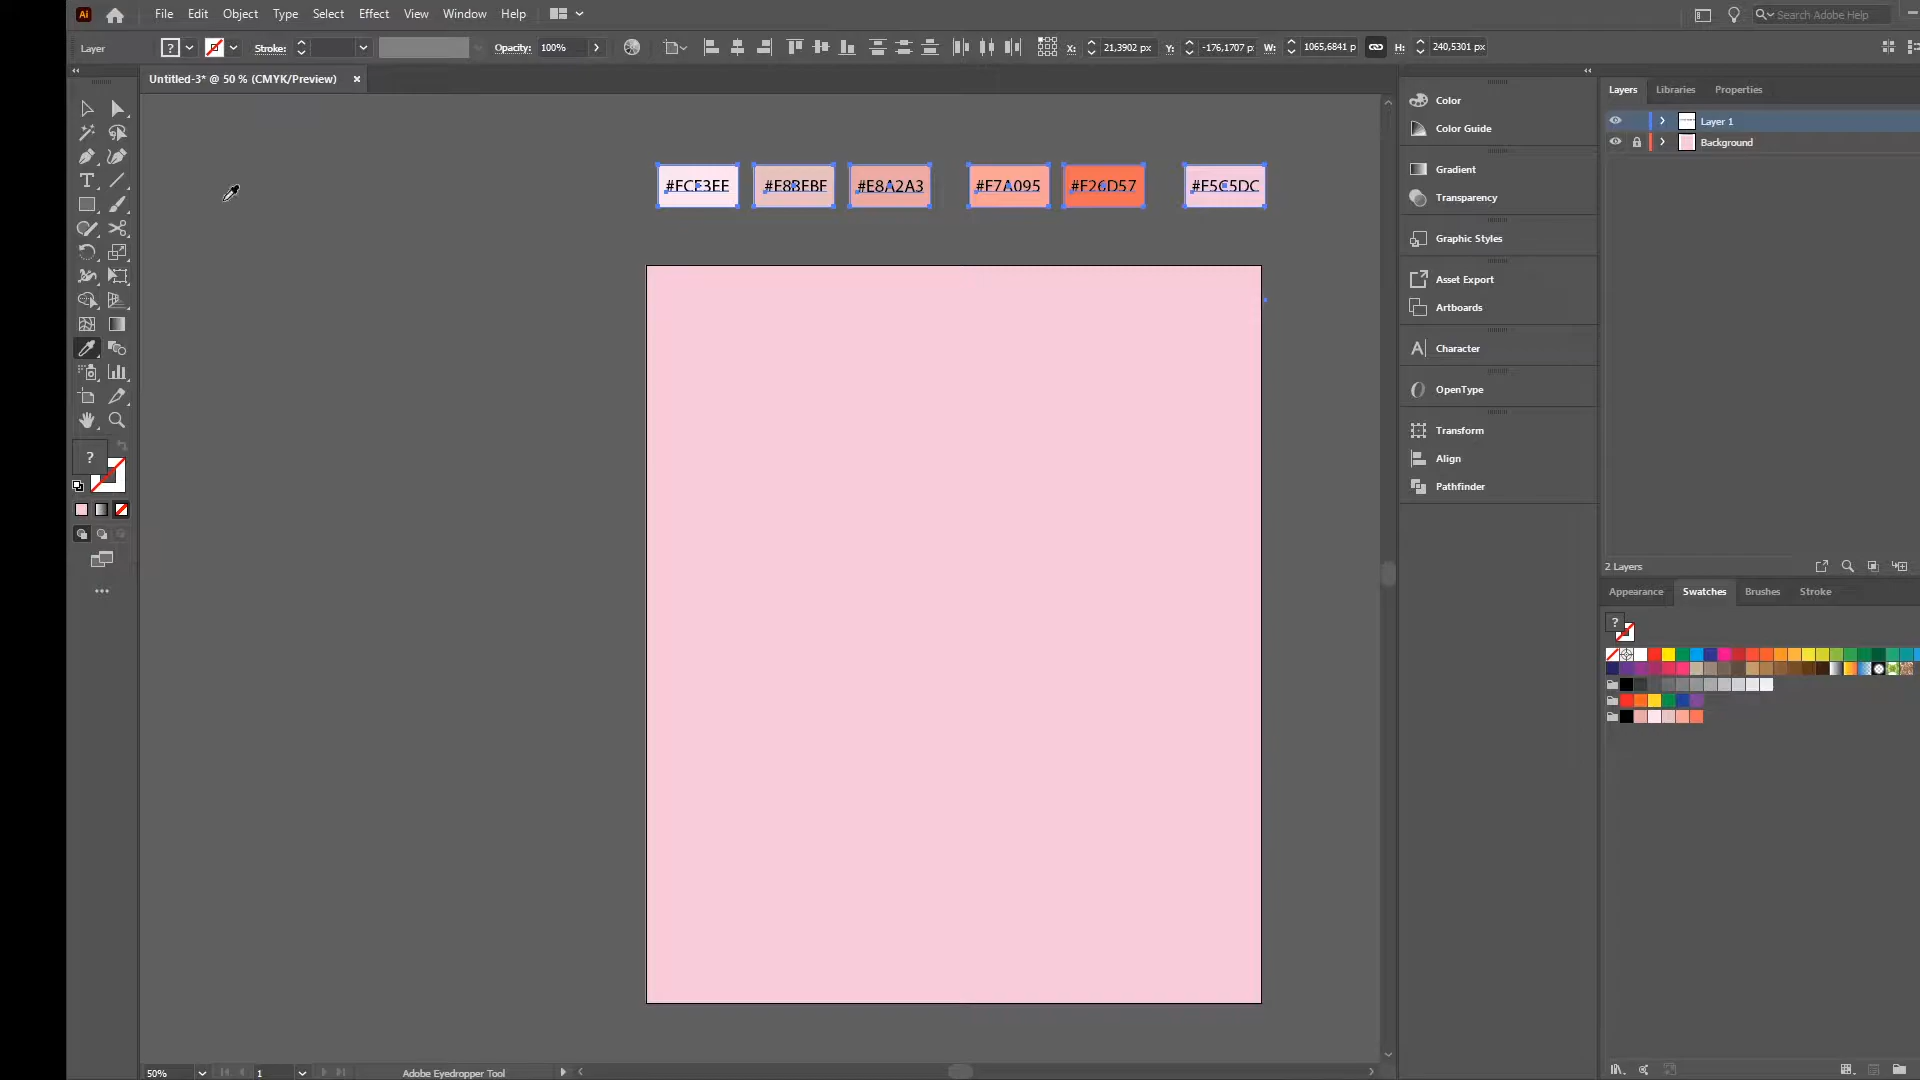 Ai File Edit Object Type Select Effect View Window Help Search Adobe Help
Layer ? Stroke: Opacity: 100% X: 21,3902 px Y: -176,1707 p W: 1065,6841 p H: 240,5301 px
Untitled-3* @ 50 % (CMYK/Preview) ×
#FCE3EE #E8BEBE #E8A2A3 #F7A095 #F26D57 #F5C5DC
?
Color
Color Guide
Gradient
Transparency
Graphic Styles
Asset Export
Artboards
Character
OpenType
Transform
Align
Pathfinder
Layers Libraries Properties
Layer 1
Background
2 Layers
Appearance Swatches Brushes Stroke
?
50% 1 Adobe Eyedropper Tool